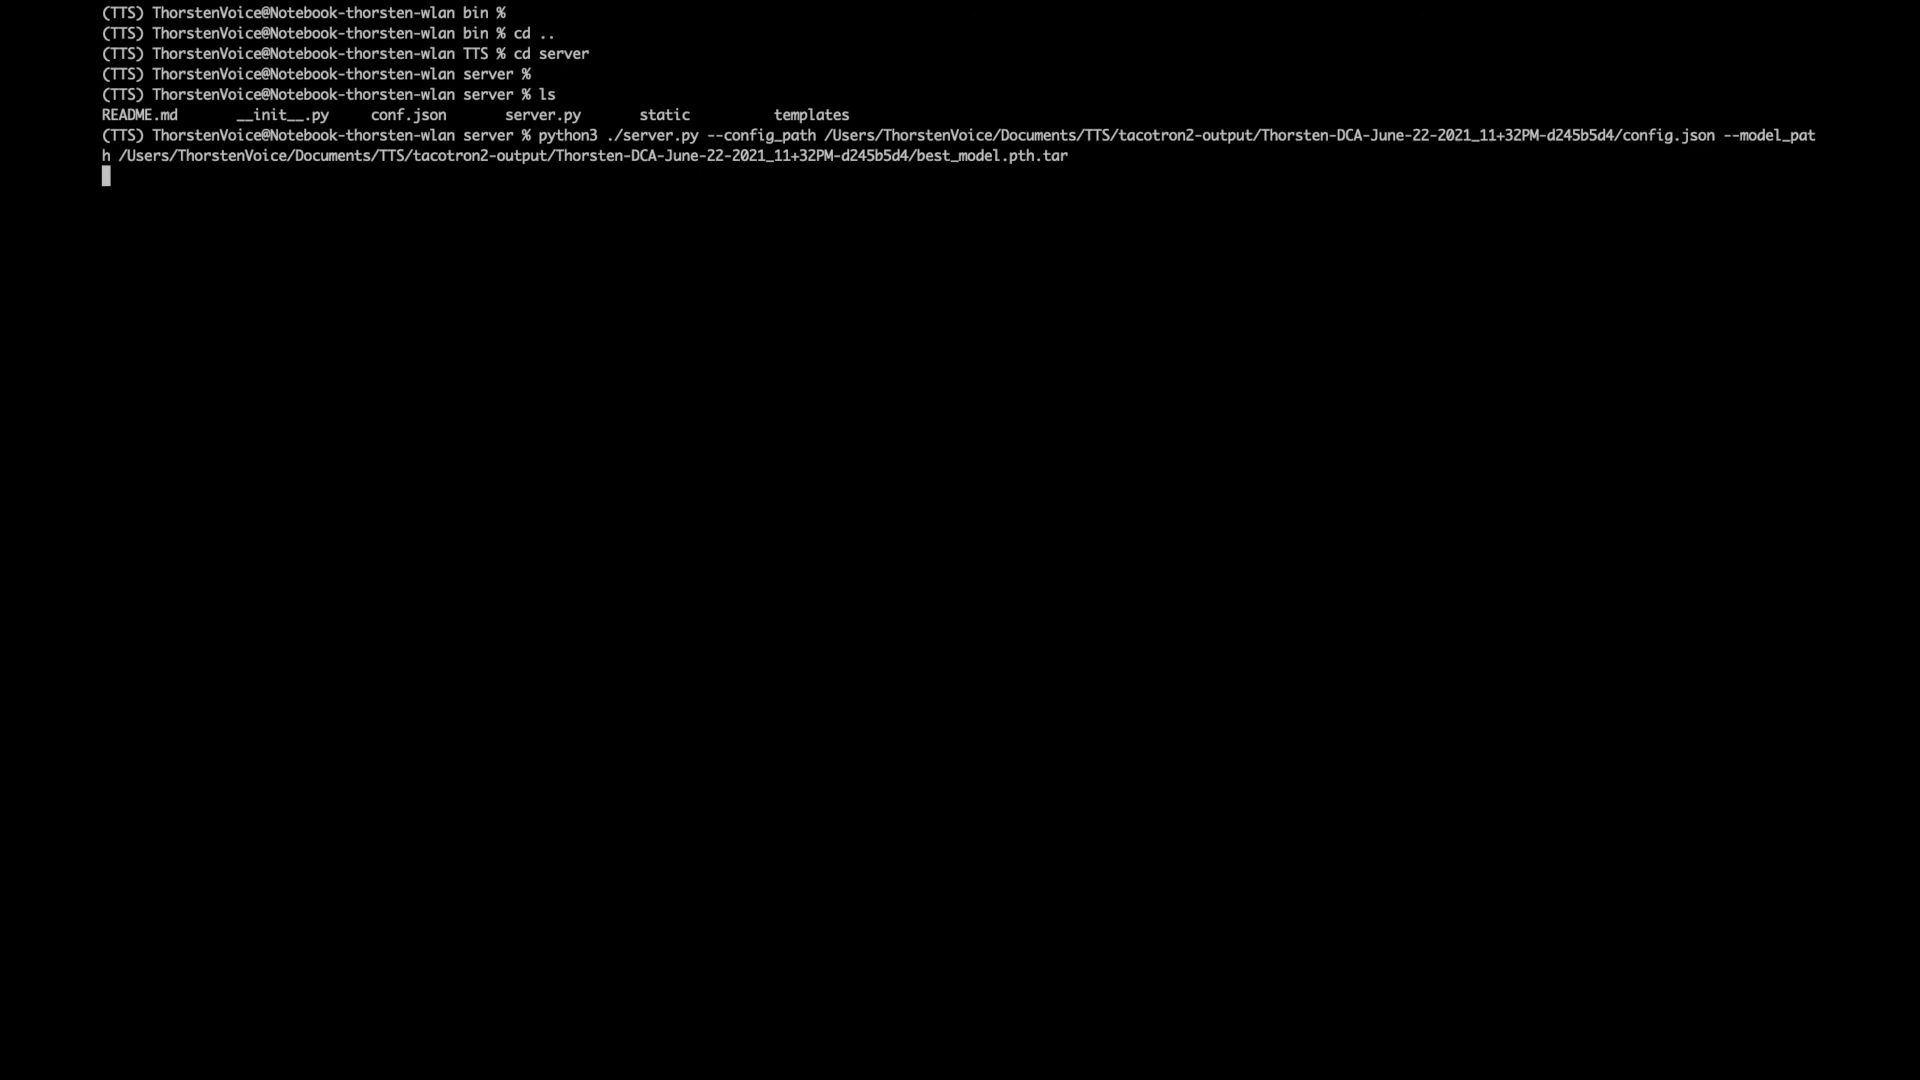 (TTS) ThorstenVoice@Notebook-thorsten-wlan bin %
(TTS) ThorstenVoice@Notebook-thorsten-wlan bin % cd ..
(TTS) ThorstenVoice@Notebook-thorsten-wlan TTS % cd server
(TTS) ThorstenVoice@Notebook-thorsten-wlan server %
(TTS) ThorstenVoice@Notebook-thorsten-wlan server % ls
README.md __init__.py conf.json server.py static templates
(TTS) ThorstenVoice@Notebook-thorsten-wlan server % python3 ./server.py --config_path /Users/ThorstenVoice/Documents/TTS/tacotron2-output/Thorsten-DCA-June-22-2021_11+32PM-d245b5d4/config.json --model_pat
h /Users/ThorstenVoice/Documents/TTS/tacotron2-output/Thorsten-DCA-June-22-2021_11+32PM-d245b5d4/best_model.pth.tar